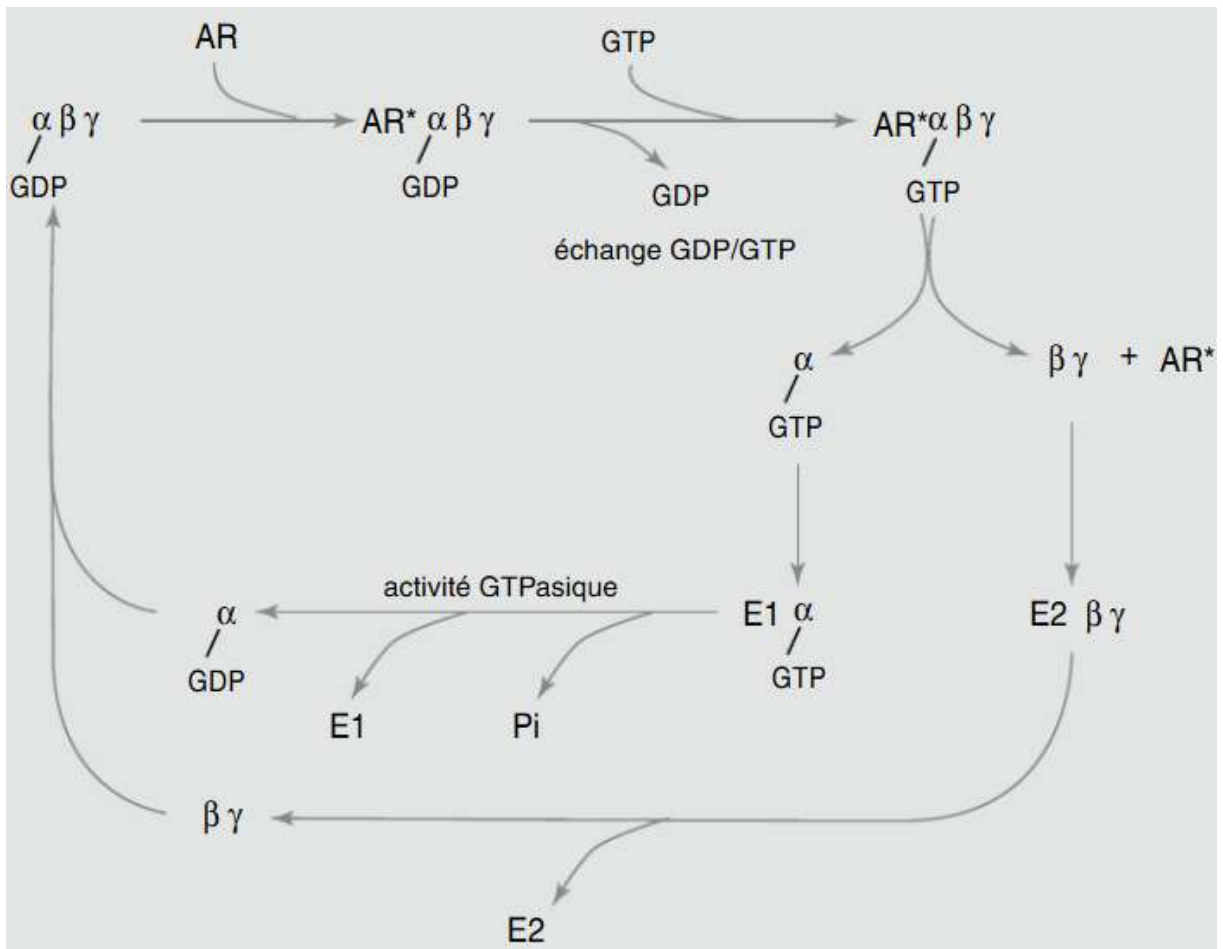 AR
GTP
α β γ
GDP
AR* α β γ
GDP
GDP
échange GDP/GTP
AR*α β γ
GTP
α
GTP
β γ + AR*
activité GTPasique
α
GDP
E1
Pi
E1 α
GTP
E2 β γ
β γ
E2